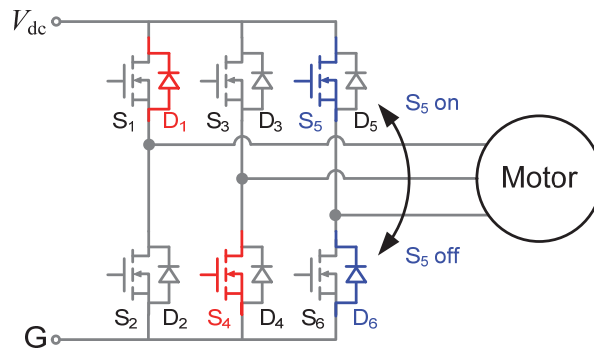 Vdc
S1 D1 S3 D3 S5 D5
S5 on
Motor
S5 off
S2 D2 S4 D4 S6 D6
G